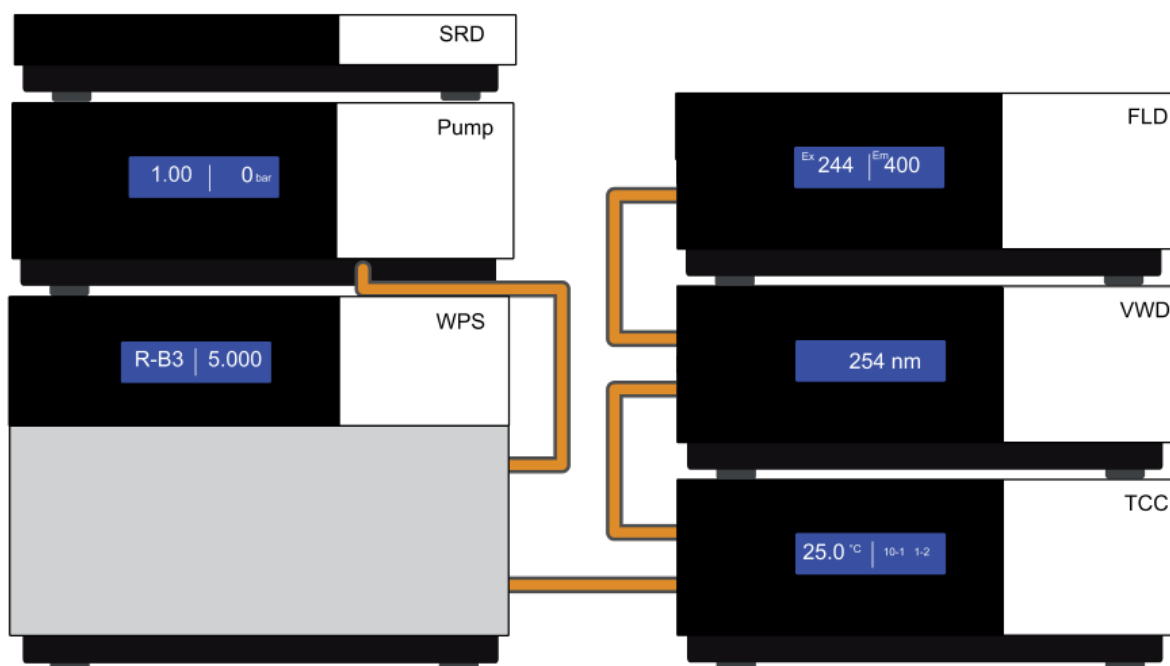 SRD
Pump
1.00 0 bar
WPS
R-B3 5.000
FLD
Ex 244 Em 400
VWD
254 nm
TCC
25.0 °C 10-1 1-2